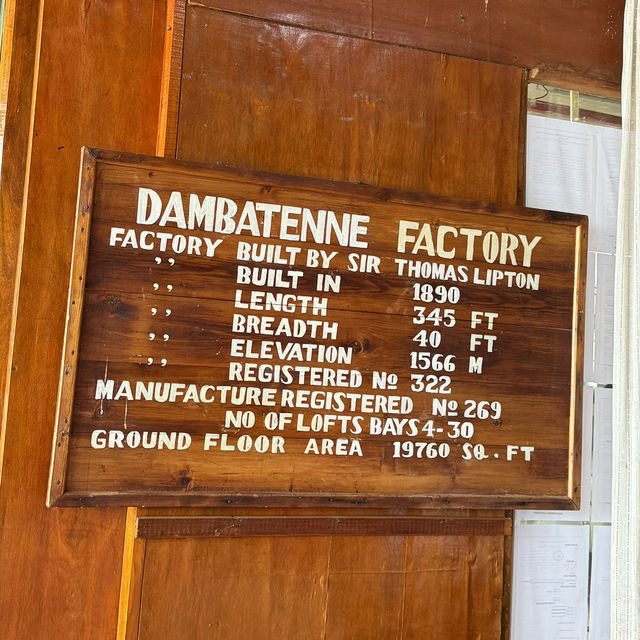 DAMBATENNE FACTORY
FACTORY BUILT BY SIR THOMAS LIPTON
,, BUILT IN 1890
,, LENGTH 345 FT
,, BREADTH 40 FT
,, ELEVATION 1566 M
,, REGISTERED № 322
MANUFACTURE REGISTERED № 269
NO OF LOFTS BAYS 4-30
GROUND FLOOR AREA 19760 SQ. FT